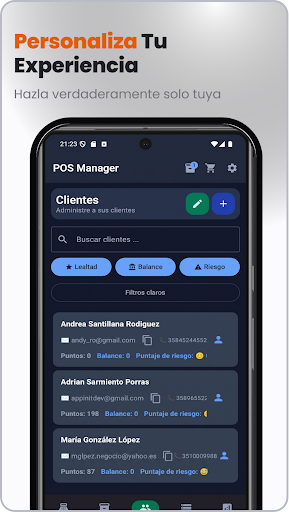 Personaliza Tu
Experiencia
Hazla verdaderamente solo tuya
21:23
POS Manager
Clientes
Administre a sus clientes
Buscar clientes ...
Lealtad
Balance
Riesgo
Filtros claros
Andrea Santillana Rodiguez
andy_ro@gmail.com
35845244552
Puntos: 0 Balance: 0 Puntaje de riesgo:
Adrian Sarmiento Porras
appinitdev@gmail.com
358965522
Puntos: 198 Balance: 0 Puntaje de riesgo:
María González López
mglpez.negocio@yahoo.es
3510009988
Puntos: 87 Balance: 0 Puntaje de riesgo: